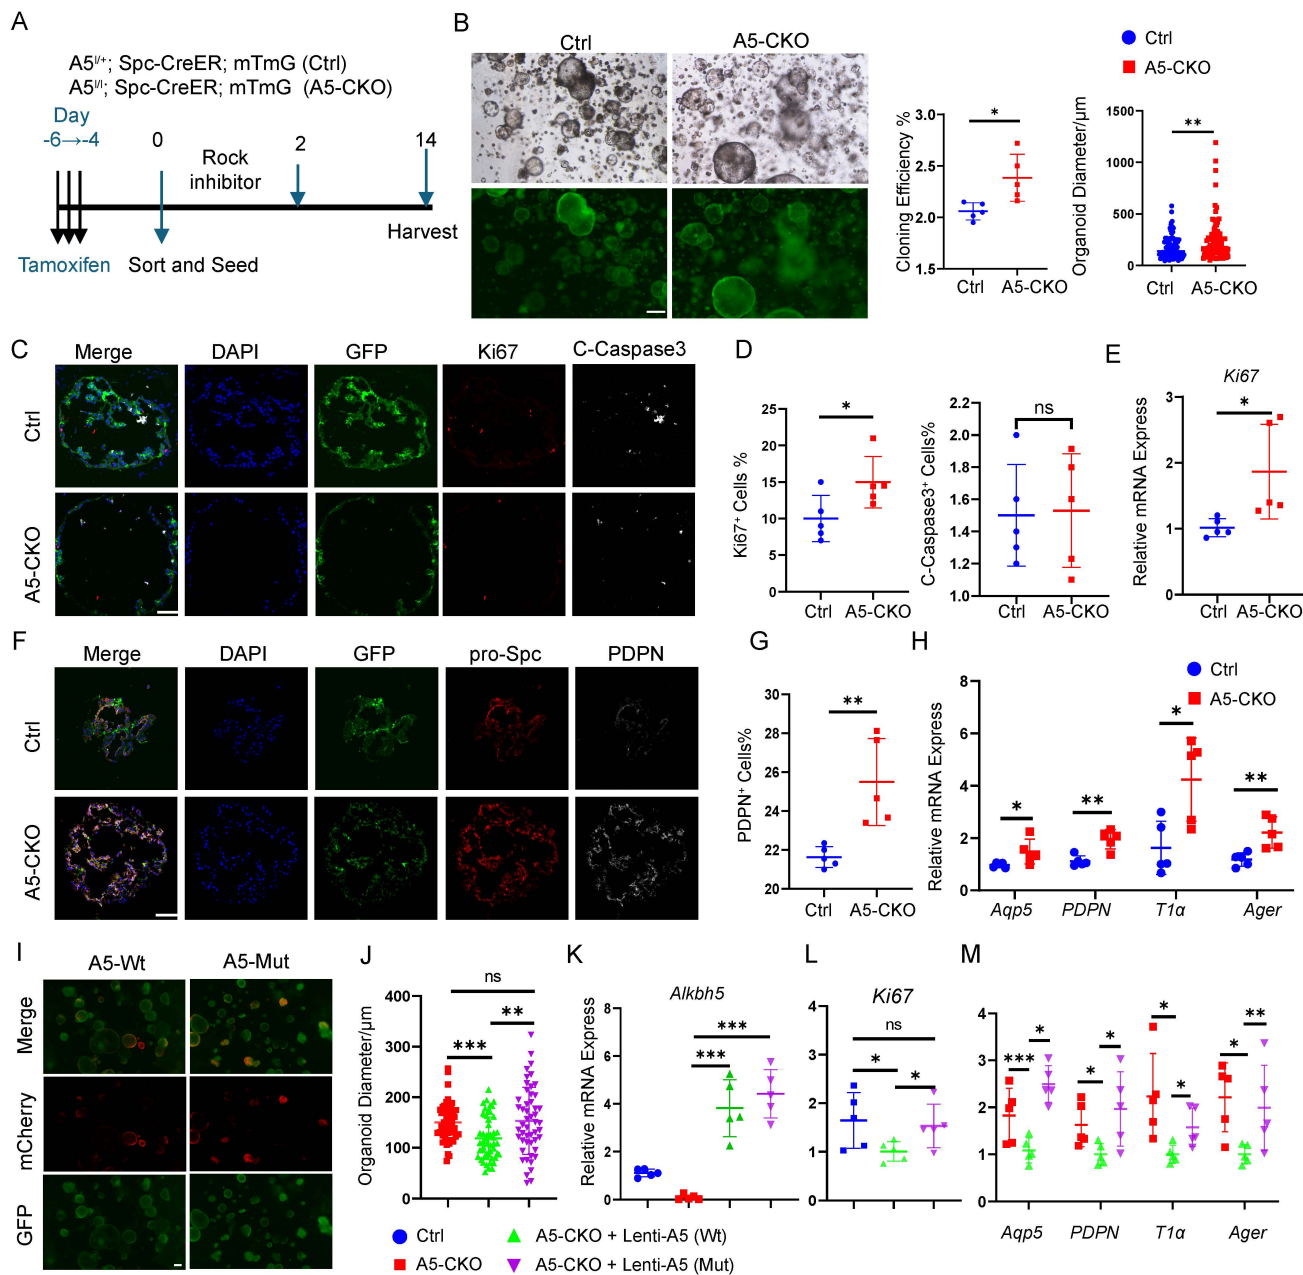 A
A5^l/+; Spc-CreER; mTmG (Ctrl)
A5^l/l; Spc-CreER; mTmG (A5-CKO)
Day
-6→-4
0
Rock
inhibitor
2
14
Harvest
Tamoxifen
Sort and Seed
B
Ctrl
A5-CKO
Cloning Efficiency %
3.0
2.5
2.0
1.5
*
Ctrl
A5-CKO
Ctrl
A5-CKO
Organoid Diameter/μm
1500
1000
500
0
**
Ctrl
A5-CKO
C
Merge
DAPI
GFP
Ki67
C-Caspase3
Ctrl
A5-CKO
D
Ki67⁺ Cells %
25
20
15
10
5
0
*
Ctrl
A5-CKO
C-Caspase3⁺ Cells%
2.2
2.0
1.8
1.6
1.4
1.2
1.0
ns
Ctrl
A5-CKO
E
Ki67
Relative mRNA Express
3
2
1
0
*
Ctrl
A5-CKO
F
Merge
DAPI
GFP
pro-Spc
PDPN
Ctrl
A5-CKO
G
PDPN⁺ Cells%
30
28
26
24
22
20
**
Ctrl
A5-CKO
H
Ctrl
A5-CKO
Relative mRNA Express
8
6
4
2
0
*
**
*
**
Aqp5
PDPN
T1α
Ager
I
A5-Wt
A5-Mut
Merge
mCherry
GFP
J
Organoid Diameter/μm
400
300
200
100
0
ns
**
***
K
Alkbh5
Relative mRNA Express
8
6
4
2
0
***
***
L
Ki67
4
3
2
1
0
ns
*
*
M
4
3
2
1
0
***
*
*
*
*
*
*
**
Aqp5
PDPN
T1α
Ager
Ctrl
A5-CKO + Lenti-A5 (Wt)
A5-CKO
A5-CKO + Lenti-A5 (Mut)